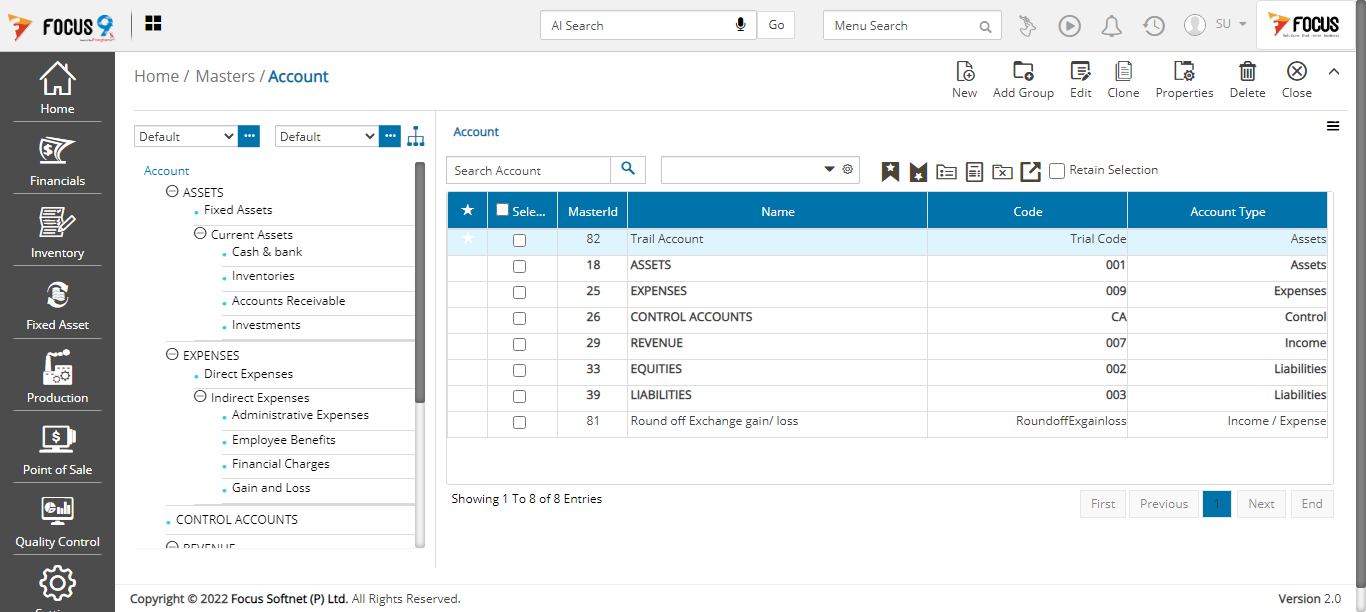 FOCUS 9
AI Search
Go
Menu Search
SU
FOCUS
Home
Financials
Inventory
Fixed Asset
Production
Point of Sale
Quality Control
Home / Masters / Account
New
Add Group
Edit
Clone
Properties
Delete
Close
Default
Default
Account
ASSETS
Fixed Assets
Current Assets
Cash & bank
Inventories
Accounts Receivable
Investments
EXPENSES
Direct Expenses
Indirect Expenses
Administrative Expenses
Employee Benefits
Financial Charges
Gain and Loss
CONTROL ACCOUNTS
REVENUE
Account
Search Account
Retain Selection
Sele... MasterId Name Code Account Type
82 Trail Account Trial Code Assets
18 ASSETS 001 Assets
25 EXPENSES 009 Expenses
26 CONTROL ACCOUNTS CA Control
29 REVENUE 007 Income
33 EQUITIES 002 Liabilities
39 LIABILITIES 003 Liabilities
81 Round off Exchange gain/ loss RoundoffExgainloss Income / Expense
Showing 1 To 8 of 8 Entries
First Previous 1 Next End
Copyright © 2022 Focus Softnet (P) Ltd. All Rights Reserved.
Version 2.0